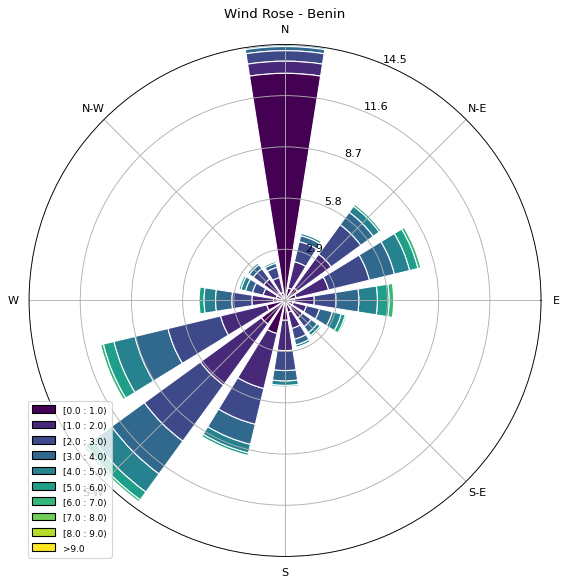 Wind Rose - Benin
N
14.5
N-W
N-E
11.6
8.7
5.8
2.9
W
E
[0.0 : 1.0)
[1.0 : 2.0)
[2.0 : 3.0)
[3.0 : 4.0)
[4.0 : 5.0)
[5.0 : 6.0)
[6.0 : 7.0)
[7.0 : 8.0)
[8.0 : 9.0)
>9.0
S-W
S-E
S